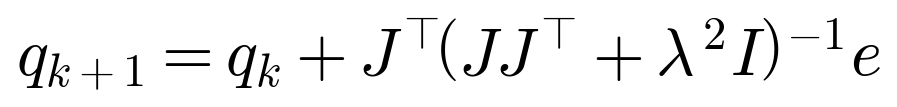 q_{k+1} = q_k + J^⊤(JJ^⊤ + λ^2 I)^{-1} e